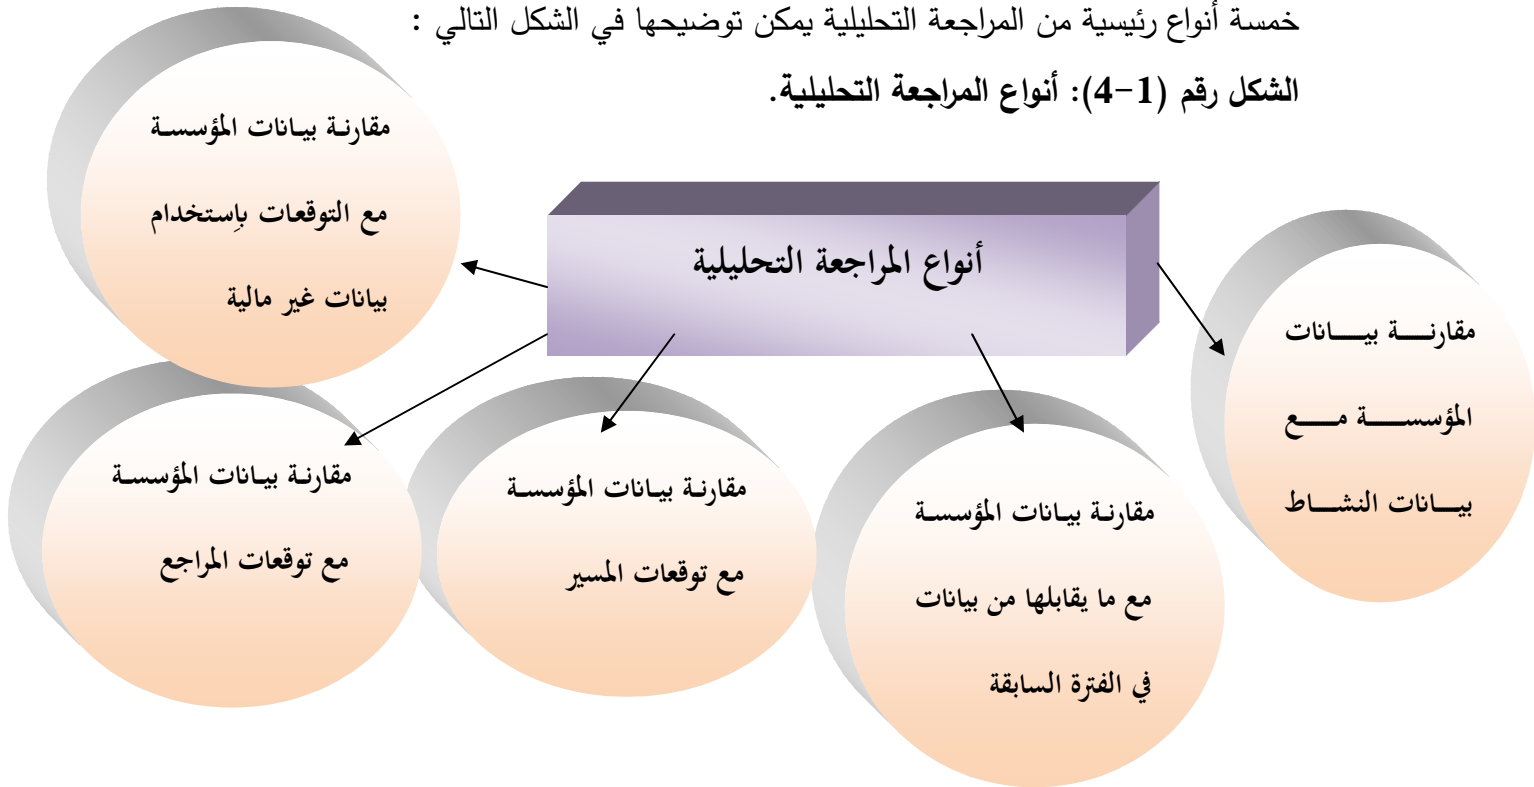 خمسة أنواع رئيسية من المراجعة التحليلية يمكن توضيحها في الشكل التالي :
الشكل رقم (1-4): أنواع المراجعة التحليلية.
أنواع المراجعة التحليلية
مقارنة بيانات
المؤسسة مع
بيانات النشاط
مقارنة بيانات المؤسسة
مع ما يقابلها من بيانات
في الفترة السابقة
مقارنة بيانات المؤسسة
مع توقعات المسير
مقارنة بيانات المؤسسة
مع توقعات المراجع
مقارنة بيانات المؤسسة
مع التوقعات بإستخدام
بيانات غير مالية